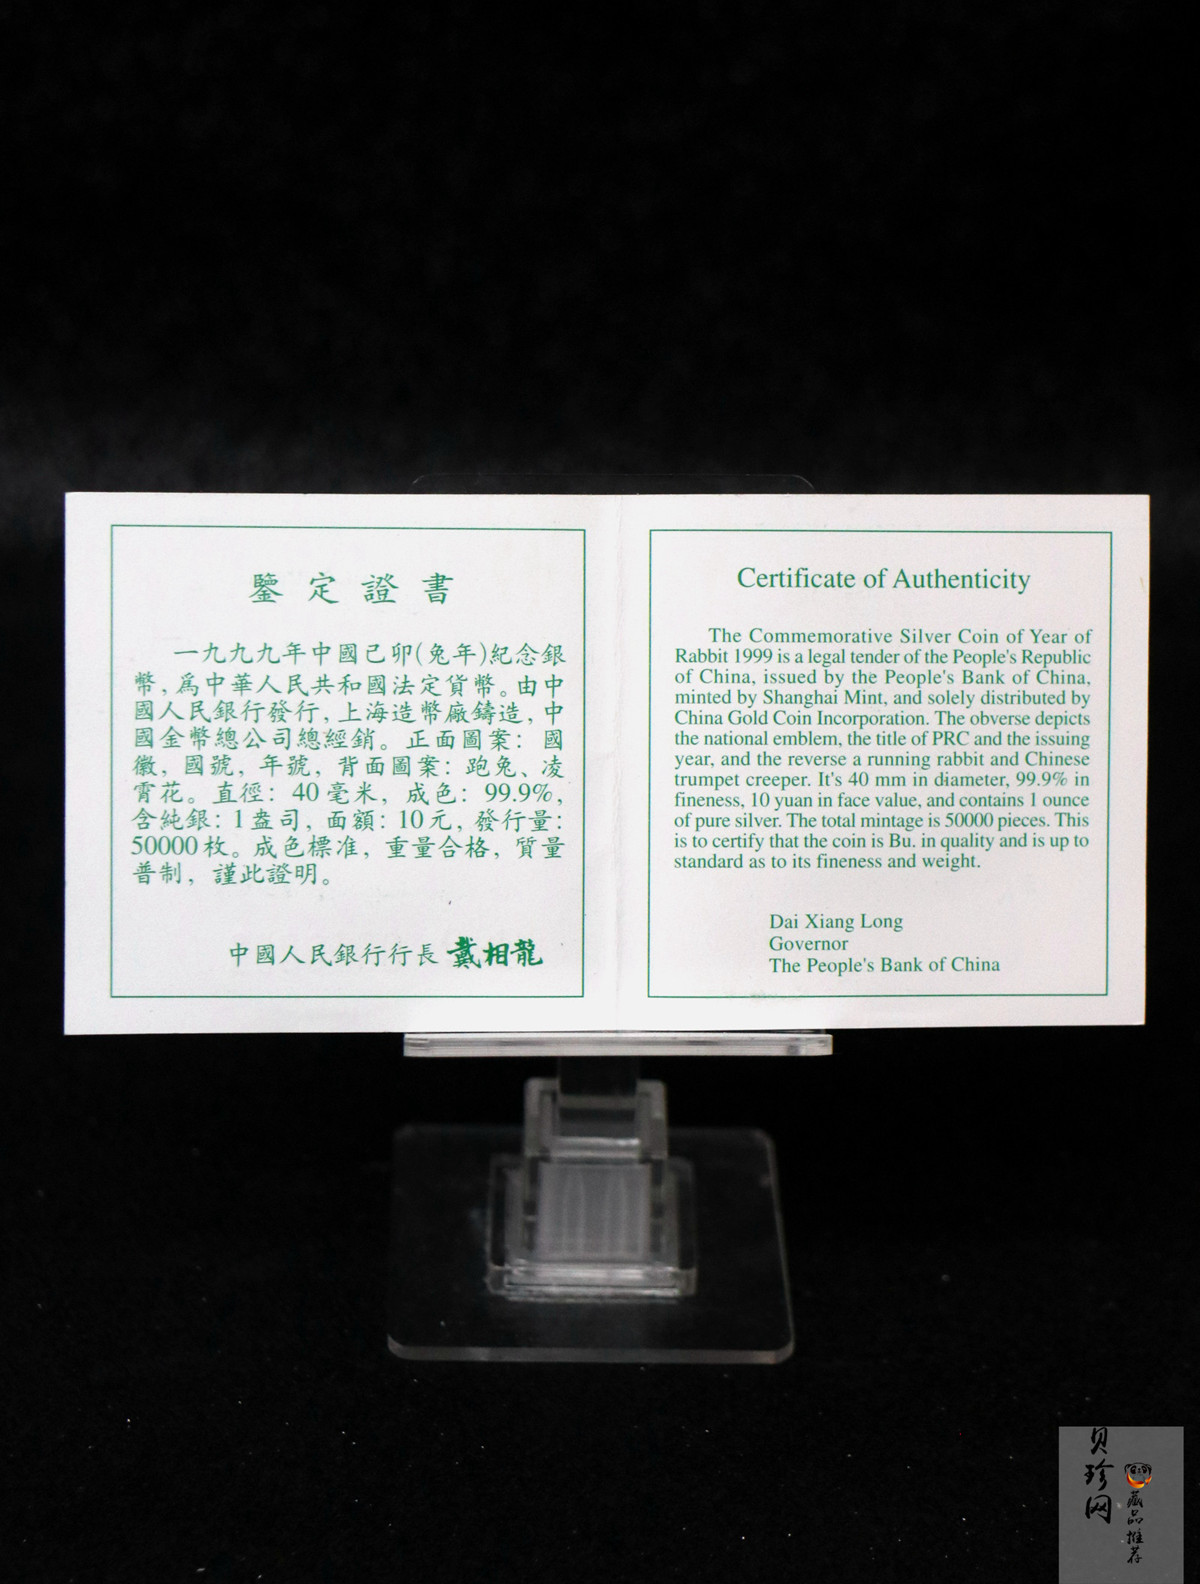 鑒定證書
一九九九年中國己卯(兔年)紀念銀
幣,爲中華人民共和國法定貨幣。由中
國人民銀行發行,上海造幣廠鑄造,中
國金幣總公司總經銷。正面圖案:國
徽,國號,年號,背面圖案:跑兔、凌
霄花。直徑:40毫米,成色:99.9%,
含純銀:1盎司,面額:10元,發行量:
50000枚。成色標准,重量合格,質量
普制,謹此證明。
中國人民銀行行長 戴相龍
Certificate of Authenticity
The Commemorative Silver Coin of Year of
Rabbit 1999 is a legal tender of the People's Republic
of China, issued by the People's Bank of China,
minted by Shanghai Mint, and solely distributed by
China Gold Coin Incorporation. The obverse depicts
the national emblem, the title of PRC and the issuing
year, and the reverse a running rabbit and Chinese
trumpet creeper. It's 40 mm in diameter, 99.9% in
fineness, 10 yuan in face value, and contains 1 ounce
of pure silver. The total mintage is 50000 pieces. This
is to certify that the coin is Bu. in quality and is up to
standard as to its fineness and weight.
Dai Xiang Long
Governor
The People's Bank of China
贝珍网
藏品推荐